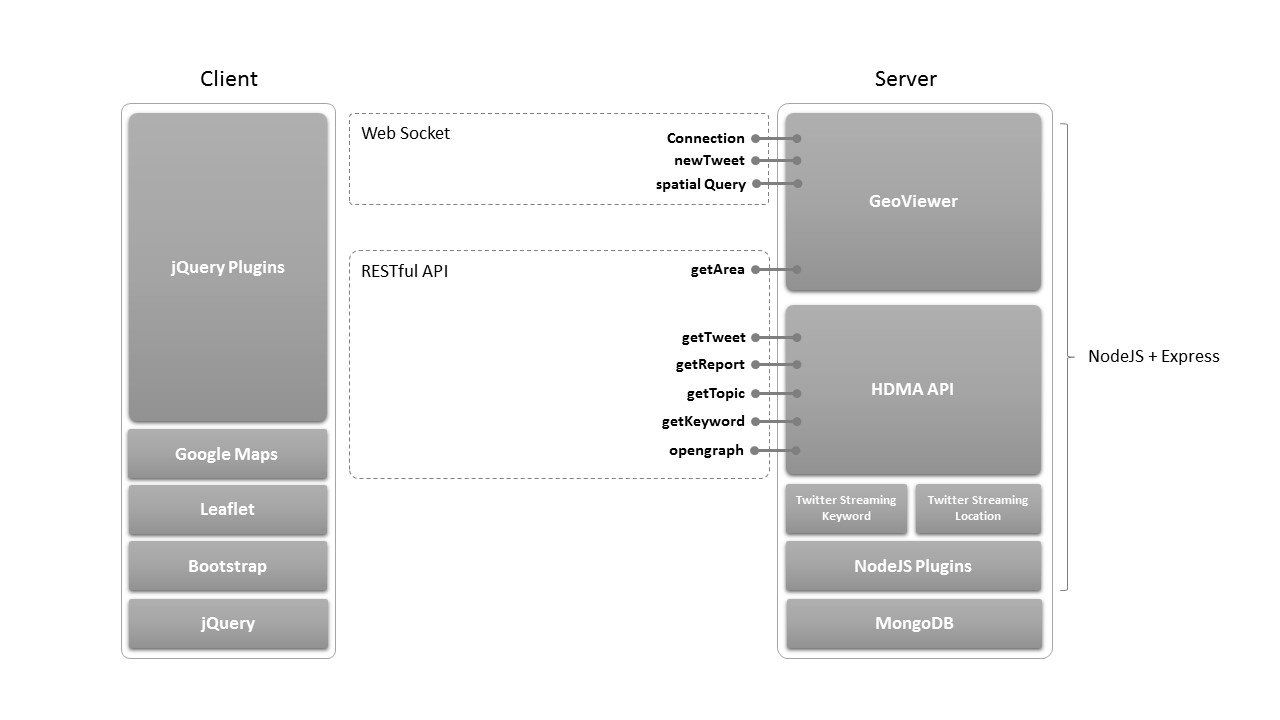 Client
Server
jQuery Plugins
Google Maps
Leaflet
Bootstrap
jQuery
Web Socket
Connection
newTweet
spatial Query
RESTful API
getArea
getTweet
getReport
getTopic
getKeyword
opengraph
GeoViewer
HDMA API
Twitter Streaming
Keyword
Twitter Streaming
Location
NodeJS Plugins
MongoDB
NodeJS + Express